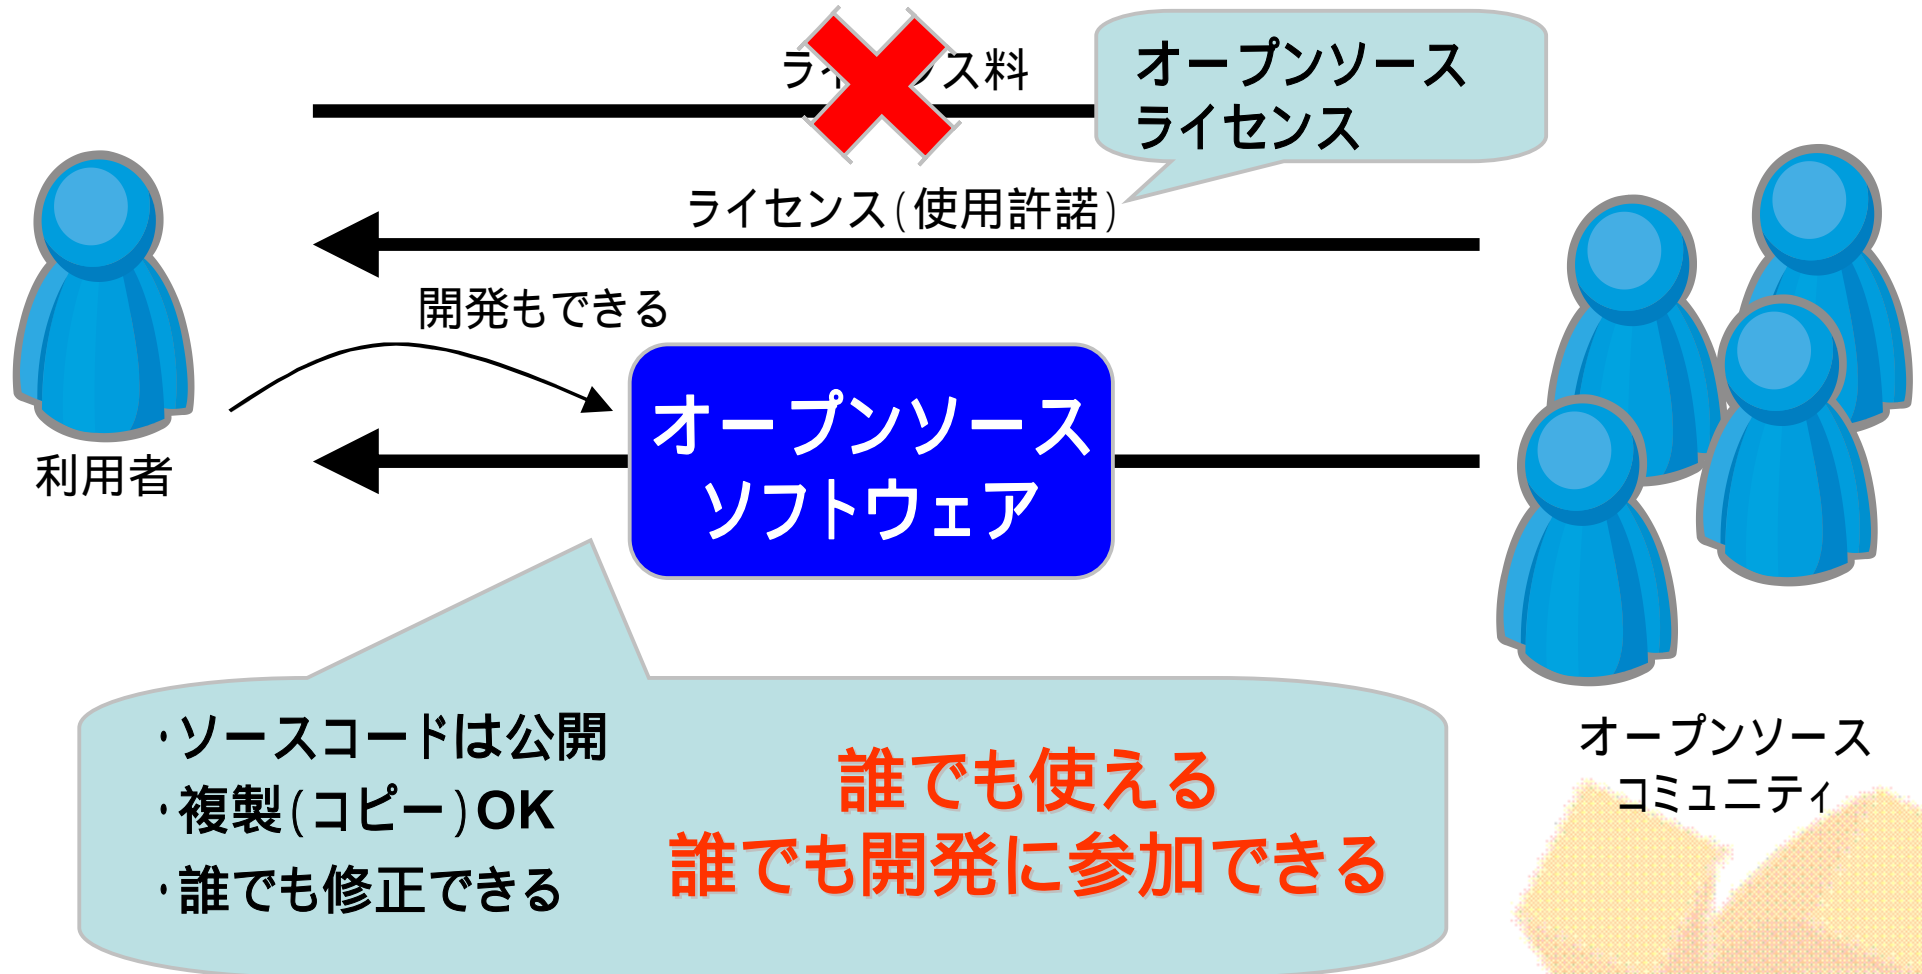 ラ ス料
オープンソース
ライセンス
ライセンス(使用許諾)
開発もできる
オープンソース
ソフトウェア
利用者
オープンソース
コミュニティ
・ソースコードは公開
・複製(コピー)OK
・誰でも修正できる
誰でも使える
誰でも開発に参加できる